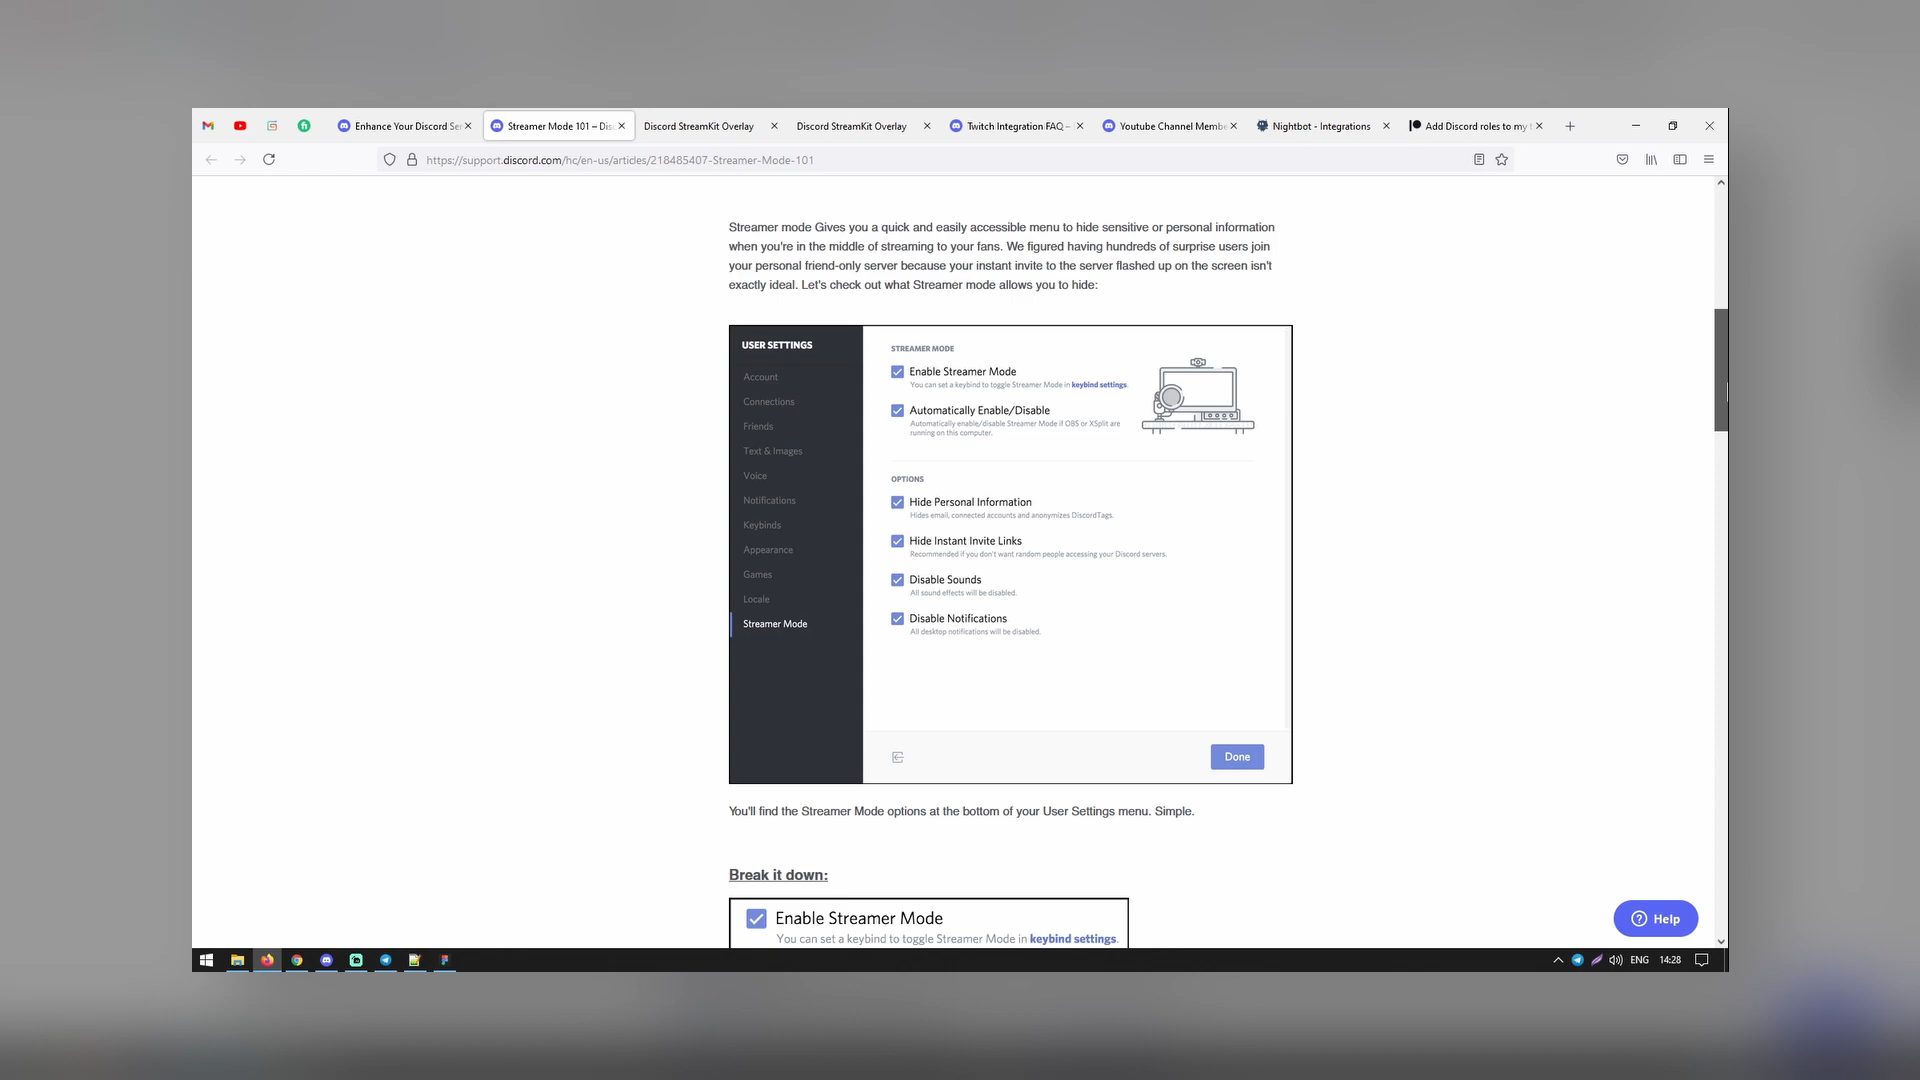 Enhance Your Discord Ser
Streamer Mode 101 – Disc
Discord StreamKit Overlay
Discord StreamKit Overlay
Twitch Integration FAQ –
Youtube Channel Membe
Nightbot - Integrations
Add Discord roles to my
https://support.discord.com/hc/en-us/articles/218485407-Streamer-Mode-101
Streamer mode Gives you a quick and easily accessible menu to hide sensitive or personal information
when you're in the middle of streaming to your fans. We figured having hundreds of surprise users join
your personal friend-only server because your instant invite to the server flashed up on the screen isn't
exactly ideal. Let's check out what Streamer mode allows you to hide:
USER SETTINGS
Account
Connections
Friends
Text & Images
Voice
Notifications
Keybinds
Appearance
Games
Locale
Streamer Mode
STREAMER MODE
Enable Streamer Mode
You can set a keybind to toggle Streamer Mode in keybind settings.
Automatically Enable/Disable
Automatically enable/disable Streamer Mode if OBS or XSplit are
running on this computer.
OPTIONS
Hide Personal Information
Hides email, connected accounts and anonymizes DiscordTags.
Hide Instant Invite Links
Recommended if you don't want random people accessing your Discord servers.
Disable Sounds
All sound effects will be disabled.
Disable Notifications
All desktop notifications will be disabled.
Done
You'll find the Streamer Mode options at the bottom of your User Settings menu. Simple.
Break it down:
Enable Streamer Mode
You can set a keybind to toggle Streamer Mode in keybind settings.
Help
ENG
14:28